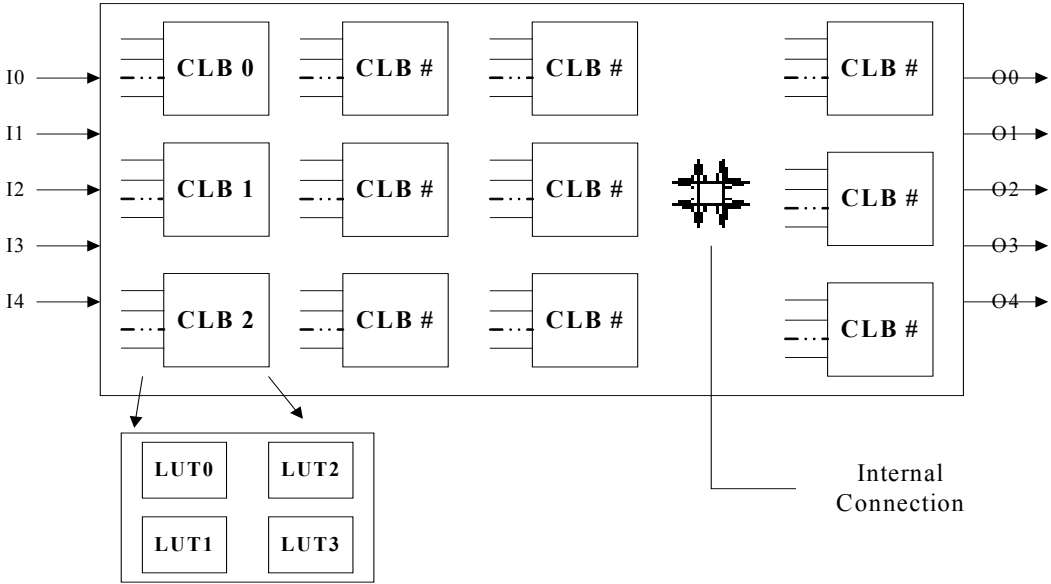 I0
CLB 0
CLB #
CLB #
CLB #
O0
I1
O1
I2
CLB 1
CLB #
CLB #
CLB #
O2
I3
O3
I4
CLB 2
CLB #
CLB #
CLB #
O4
LUT0
LUT2
LUT1
LUT3
Internal
Connection